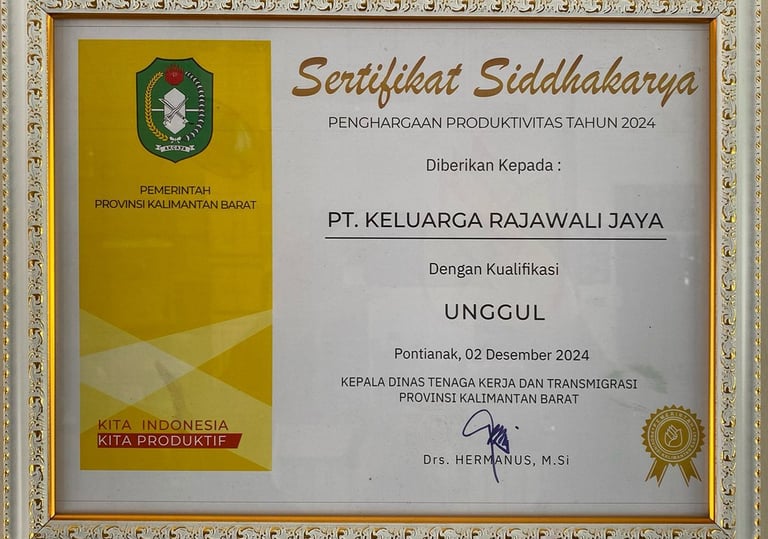 AKCAYA
PEMERINTAH
PROVINSI KALIMANTAN BARAT
KITA INDONESIA
KITA PRODUKTIF
Sertifikat Siddhakarya
PENGHARGAAN PRODUKTIVITAS TAHUN 2024
Diberikan Kepada :
PT. KELUARGA RAJAWALI JAYA
Dengan Kualifikasi
UNGGUL
Pontianak, 02 Desember 2024
KEPALA DINAS TENAGA KERJA DAN TRANSMIGRASI
PROVINSI KALIMANTAN BARAT
Drs. HERMANUS, M.Si